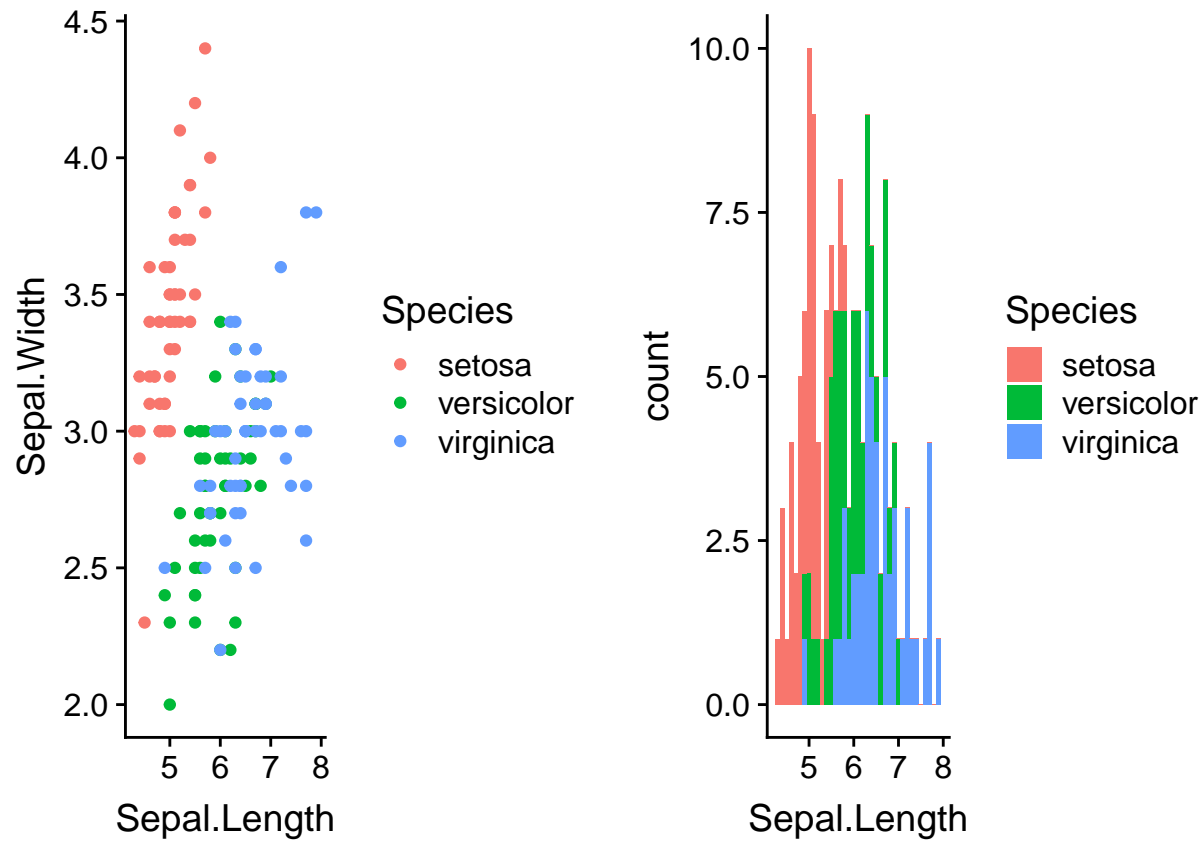 4.5
4.0
3.5
3.0
2.5
2.0
Sepal.Width
5 6 7 8
Sepal.Length
Species
setosa
versicolor
virginica
10.0
7.5
5.0
2.5
0.0
count
5 6 7 8
Sepal.Length
Species
setosa
versicolor
virginica